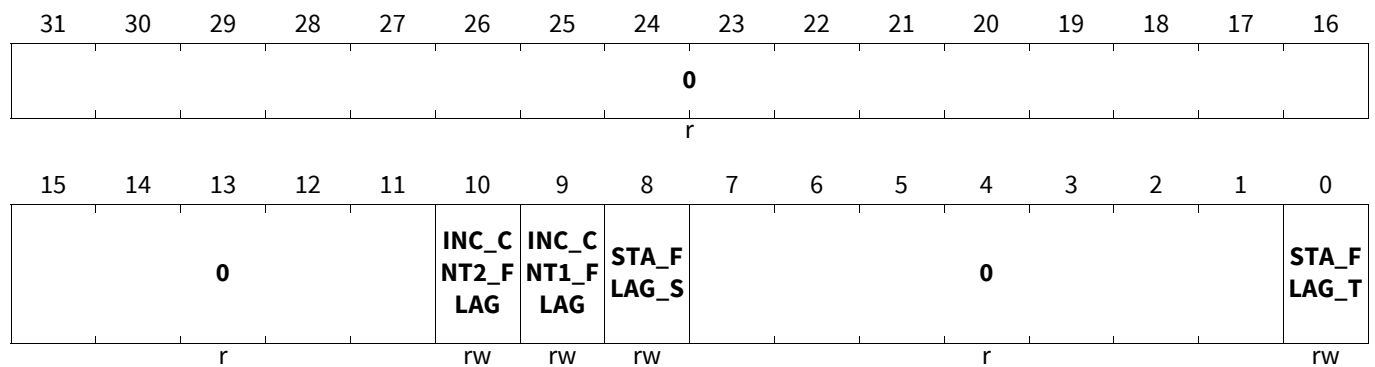 31 30 29 28 27 26 25 24 23 22 21 20 19 18 17 16
0
r
15 14 13 12 11 10 9 8 7 6 5 4 3 2 1 0
0 INC_C NT2_F LAG INC_C NT1_F LAG STA_F LAG_S 0 STA_F LAG_T
r rw rw rw r rw